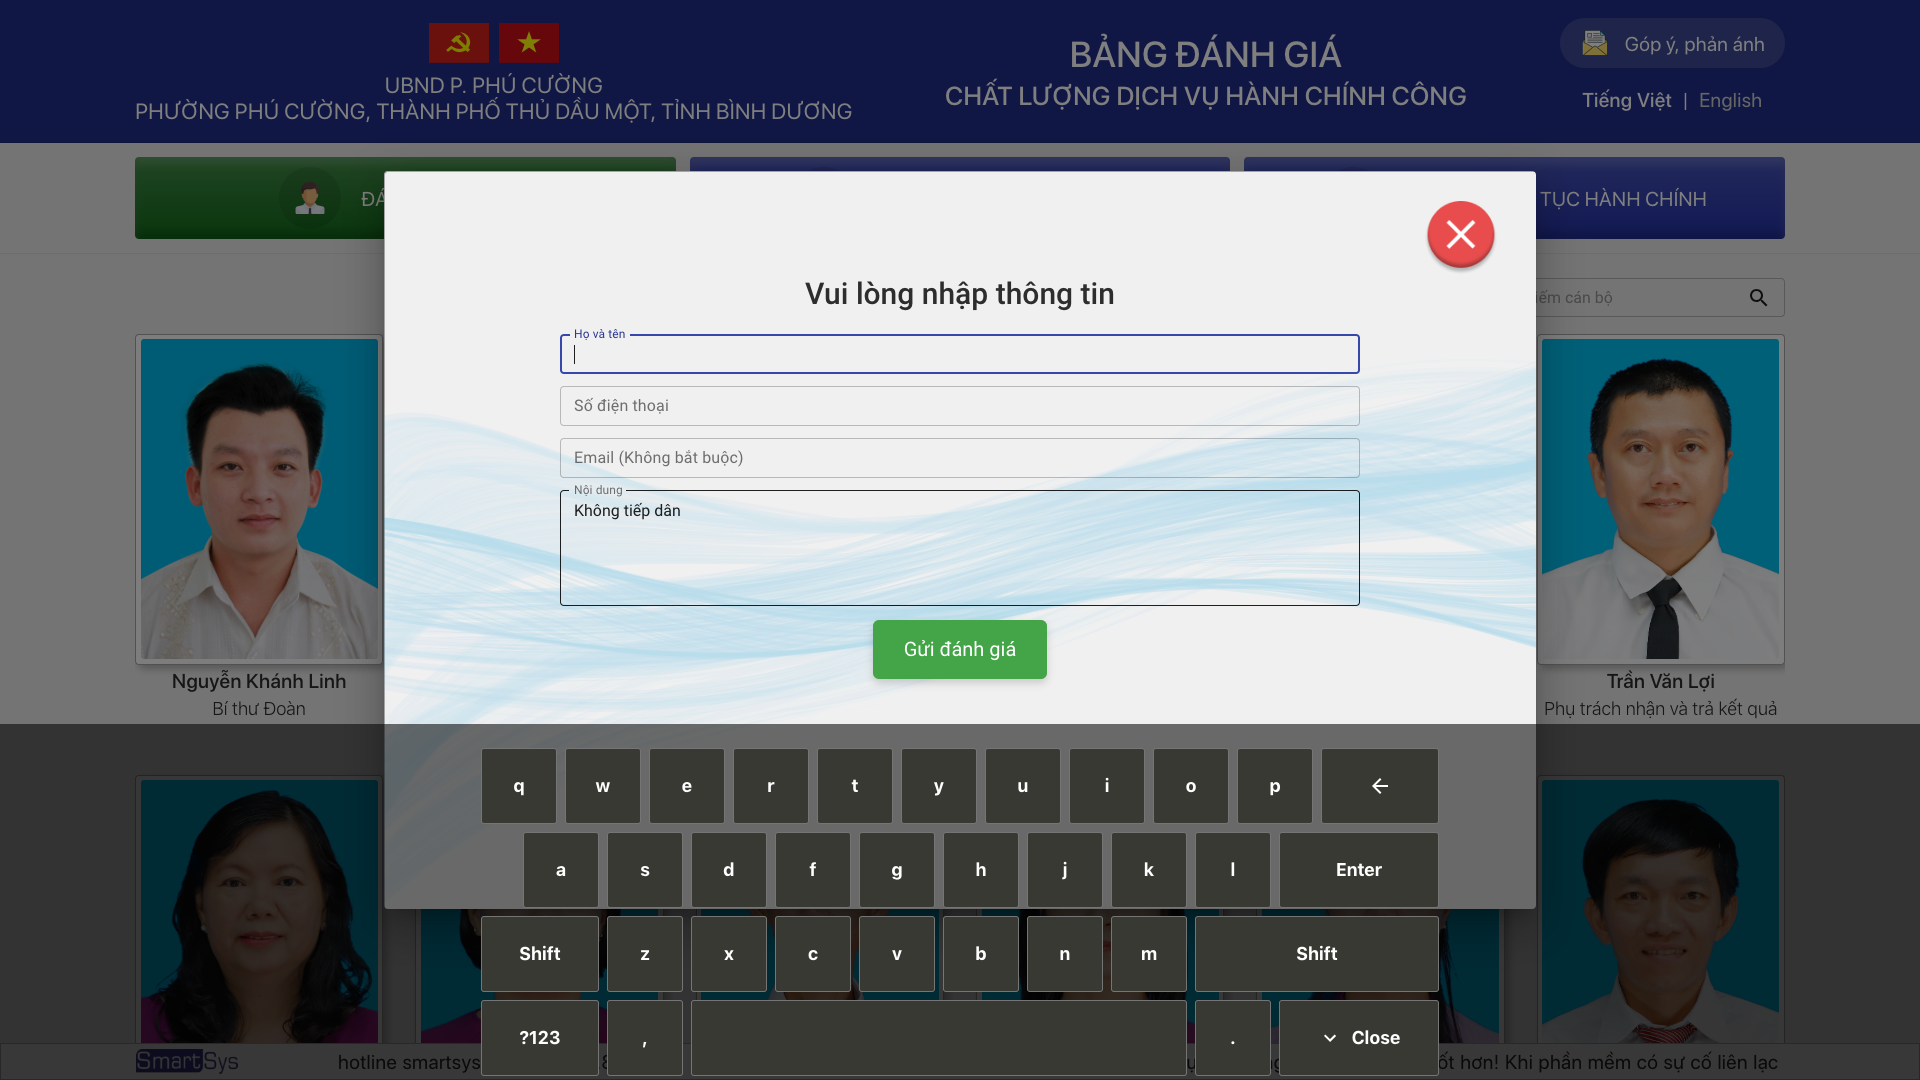 UBND P. PHÚ CƯỜNG
PHƯỜNG PHÚ CƯỜNG, THÀNH PHỐ THỦ DẦU MỘT, TỈNH BÌNH DƯƠNG
BẢNG ĐÁNH GIÁ
CHẤT LƯỢNG DỊCH VỤ HÀNH CHÍNH CÔNG
Góp ý, phản ánh
Tiếng Việt | English
TỤC HÀNH CHÍNH
Vui lòng nhập thông tin
cán bộ
Họ và tên
Số điện thoại
Email (Không bắt buộc)
Nội dung
Không tiếp dân
Gửi đánh giá
Nguyễn Khánh Linh
Bí thư Đoàn
Trần Văn Lợi
Phụ trách nhận và trả kết quả
q w e r t y u i o p
a s d f g h j k l Enter
Shift z x c v b n m Shift
?123 , . Close
SmartSys
hotline smartsys
hơn! Khi phần mềm có sự cố liên lạc